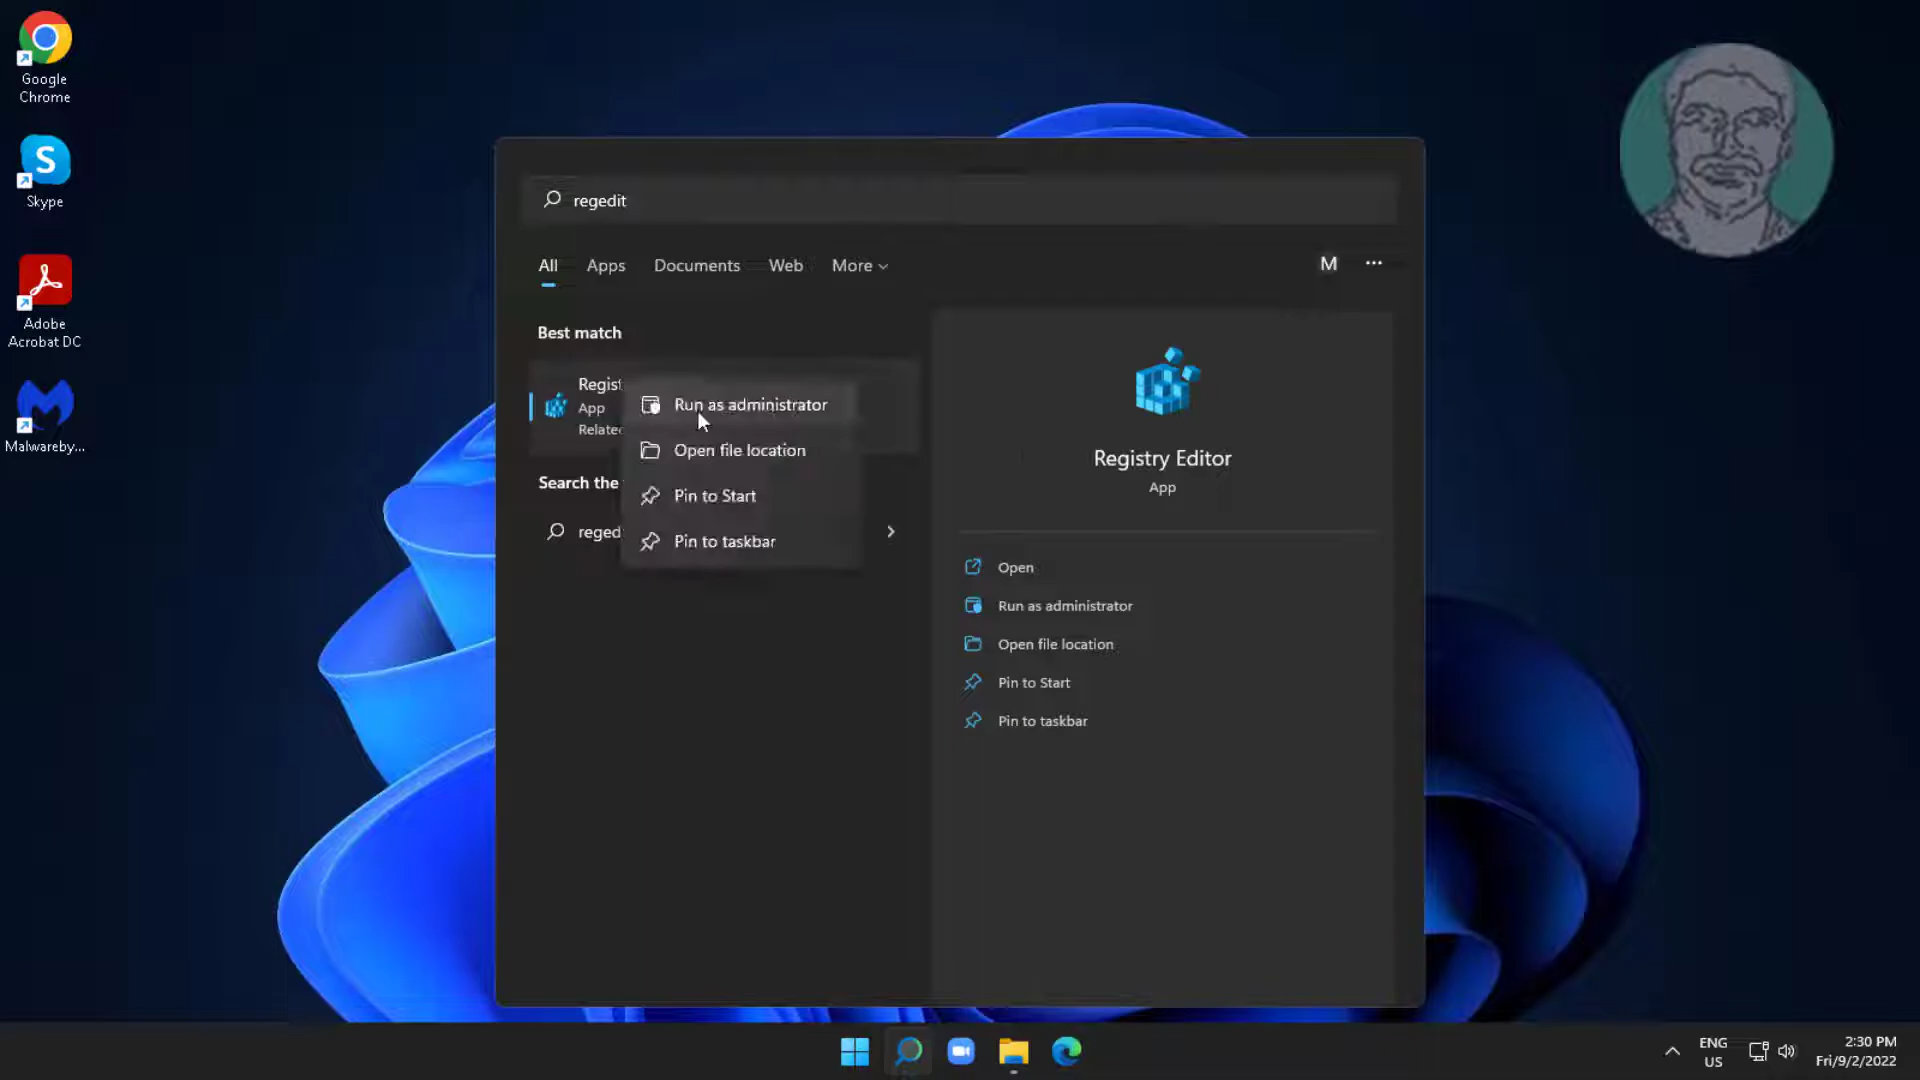 Google
Chrome
S
Skype
Adobe
Acrobat DC
Malwareby...
regedit
All Apps Documents Web More
M ...
Best match
Regist
App
Relate
Search the
reged
Run as administrator
Open file location
Pin to Start
Pin to taskbar
Registry Editor
App
Open
Run as administrator
Open file location
Pin to Start
Pin to taskbar
ENG
US
2:30 PM
Fri/9/2/2022